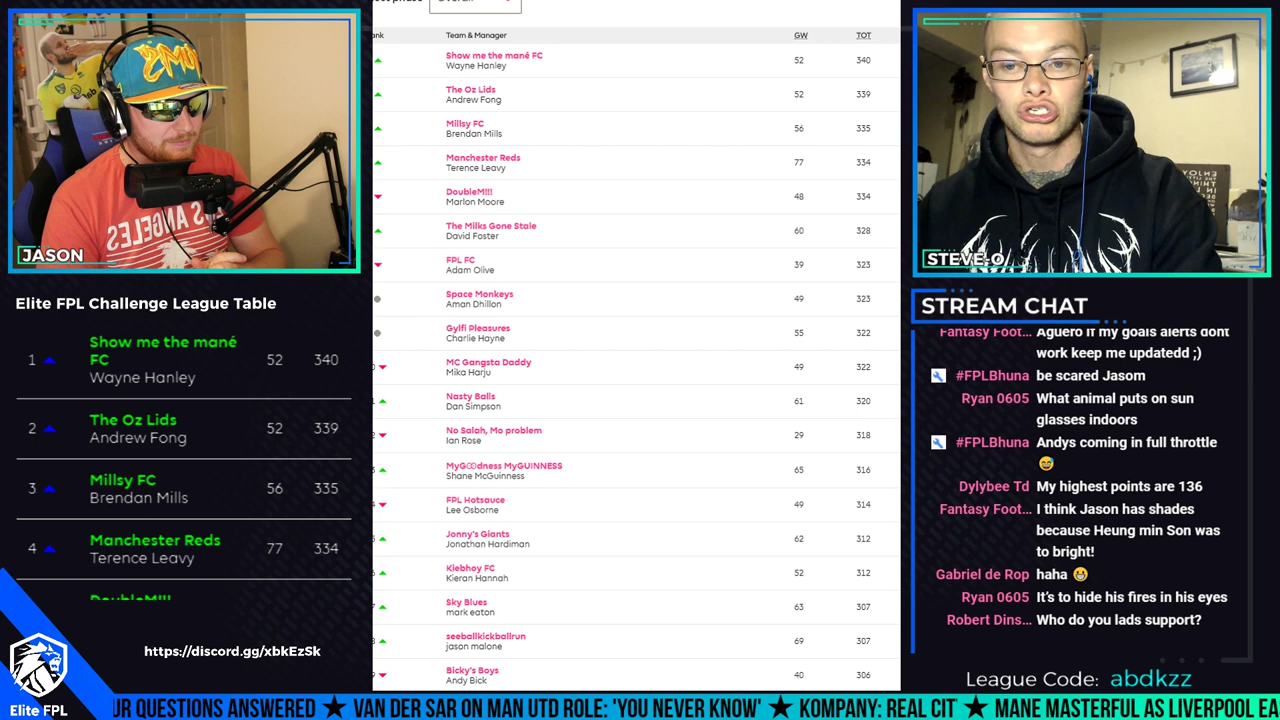 JASON
Elite FPL Challenge League Table
1 Show me the mané FC 52 340
Wayne Hanley
2 The Oz Lids 52 339
Andrew Fong
3 Millsy FC 56 335
Brendan Mills
4 Manchester Reds 77 334
Terence Leavy
DoubleM!!!
https://discord.gg/xbkEzSk
Elite FPL
Team & Manager GW TOT
Show me the mané FC 52 340
Wayne Hanley
The Oz Lids 52 339
Andrew Fong
Millsy FC 56 335
Brendan Mills
Manchester Reds 77 334
Terence Leavy
DoubleM!!! 48 334
Marlon Moore
The Milks Gone Stale 60 328
David Foster
FPL FC 39 323
Adam Olive
Space Monkeys 49 323
Aman Dhillon
Gylfi Pleasures 55 322
Charlie Hayne
MC Gangsta Daddy 49 322
Mika Harju
Nasty Balls 61 320
Dan Simpson
No Salah, Mo problem 29 318
Ian Rose
MyGOOdness MyGUINNESS 65 316
Shane McGuinness
FPL Hotsauce 49 314
Lee Osborne
Jonny's Giants 62 312
Jonathan Hardiman
Kiebhoy FC 52 312
Kieran Hannah
Sky Blues 63 307
mark eaton
seeballkickballrun 69 307
jason malone
Bicky's Boys 40 306
Andy Bick
STEVE-O
STREAM CHAT
Fantasy Foot... Aguero if my goals alerts dont
work keep me updatedd ;)
#FPLBhuna be scared Jasom
Ryan 0605 What animal puts on sun
glasses indoors
#FPLBhuna Andys coming in full throttle
😅
Dylybee Td My highest points are 136
Fantasy Foot... I think Jason has shades
because Heung min Son was
to bright!
Gabriel de Rop haha 😀
Ryan 0605 It's to hide his fires in his eyes
Robert Dins... Who do you lads support?
League Code: abdkzz
UR QUESTIONS ANSWERED ★ VAN DER SAR ON MAN UTD ROLE: 'YOU NEVER KNOW' ★ KOMPANY: REAL CIT ★ MANE MASTERFUL AS LIVERPOOL EA